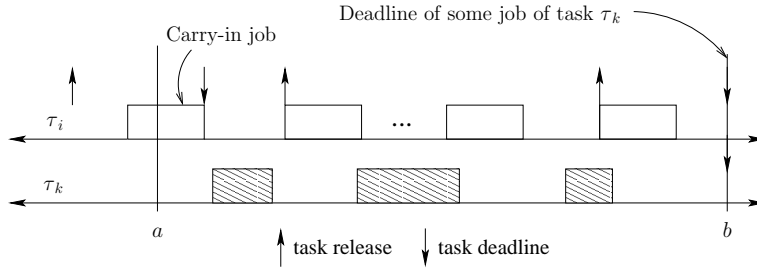 Deadline of some job of task τ_k
Carry-in job
τ_i
...
τ_k
a
b
task release
task deadline